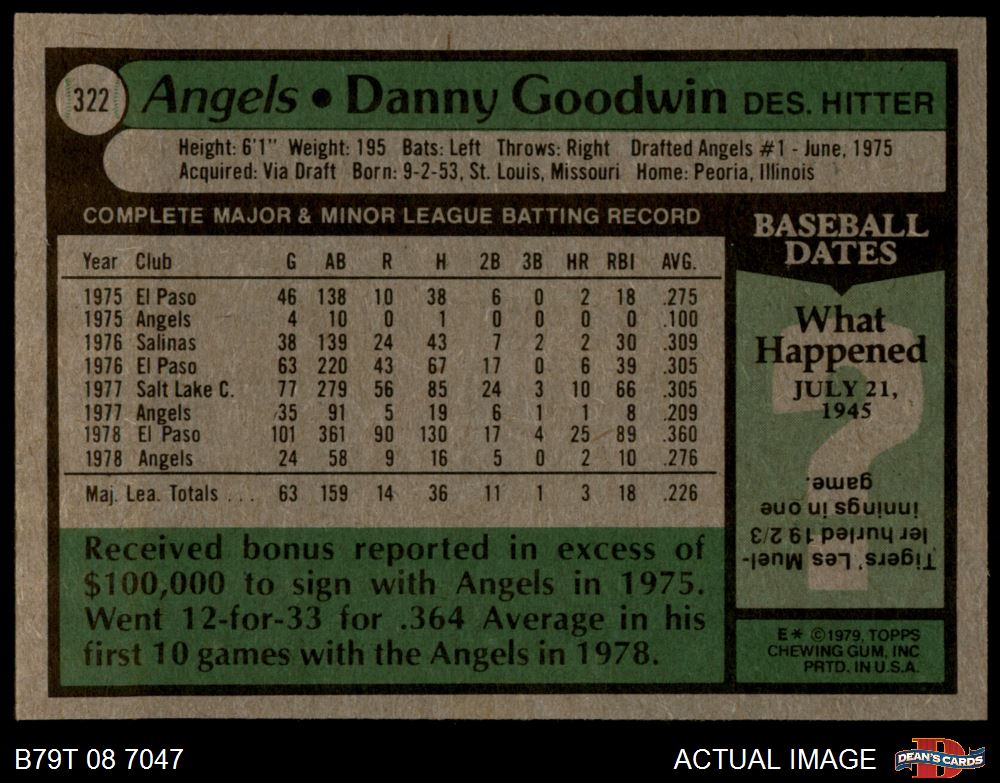 322 Angels • Danny Goodwin DES. HITTER
Height: 6'1" Weight: 195 Bats: Left Throws: Right Drafted Angels #1 - June, 1975
Acquired: Via Draft Born: 9-2-53, St. Louis, Missouri Home: Peoria, Illinois
COMPLETE MAJOR & MINOR LEAGUE BATTING RECORD
Year Club G AB R H 2B 3B HR RBI AVG.
1975 El Paso 46 138 10 38 6 0 2 18 .275
1975 Angels 4 10 0 1 0 0 0 0 .100
1976 Salinas 38 139 24 43 7 2 2 30 .309
1976 El Paso 63 220 43 67 17 0 6 39 .305
1977 Salt Lake C. 77 279 56 85 24 3 10 66 .305
1977 Angels 35 91 5 19 6 1 1 8 .209
1978 El Paso 101 361 90 130 17 4 25 89 .360
1978 Angels 24 58 9 16 5 0 2 10 .276
Maj. Lea. Totals . . . 63 159 14 36 11 1 3 18 .226
Received bonus reported in excess of
$100,000 to sign with Angels in 1975.
Went 12-for-33 for .364 Average in his
first 10 games with the Angels in 1978.
BASEBALL
DATES
What
Happened
JULY 21,
1945
?
Tigers' Les Muel-
ler hurled 19 2/3
innings in one
game.
E* ©1979, TOPPS
CHEWING GUM, INC
PRTD. IN U.S.A.
B79T 08 7047
ACTUAL IMAGE
D
DEAN'S CARDS